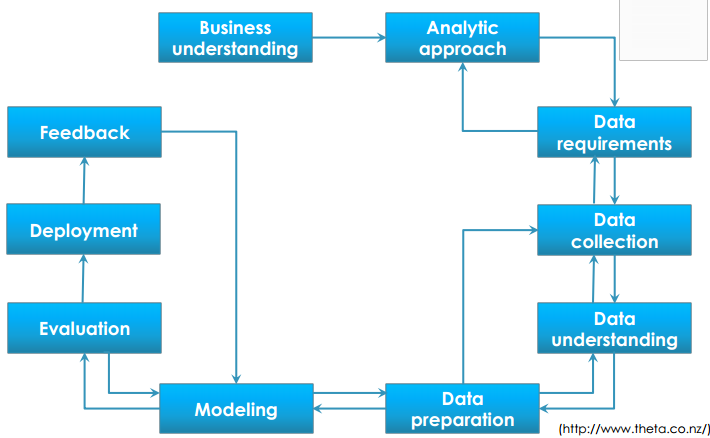 Business
understanding
Analytic
approach
Feedback
Data
requirements
Deployment
Data
collection
Evaluation
Data
understanding
Modeling
Data
preparation
(http://www.theta.co.nz/)